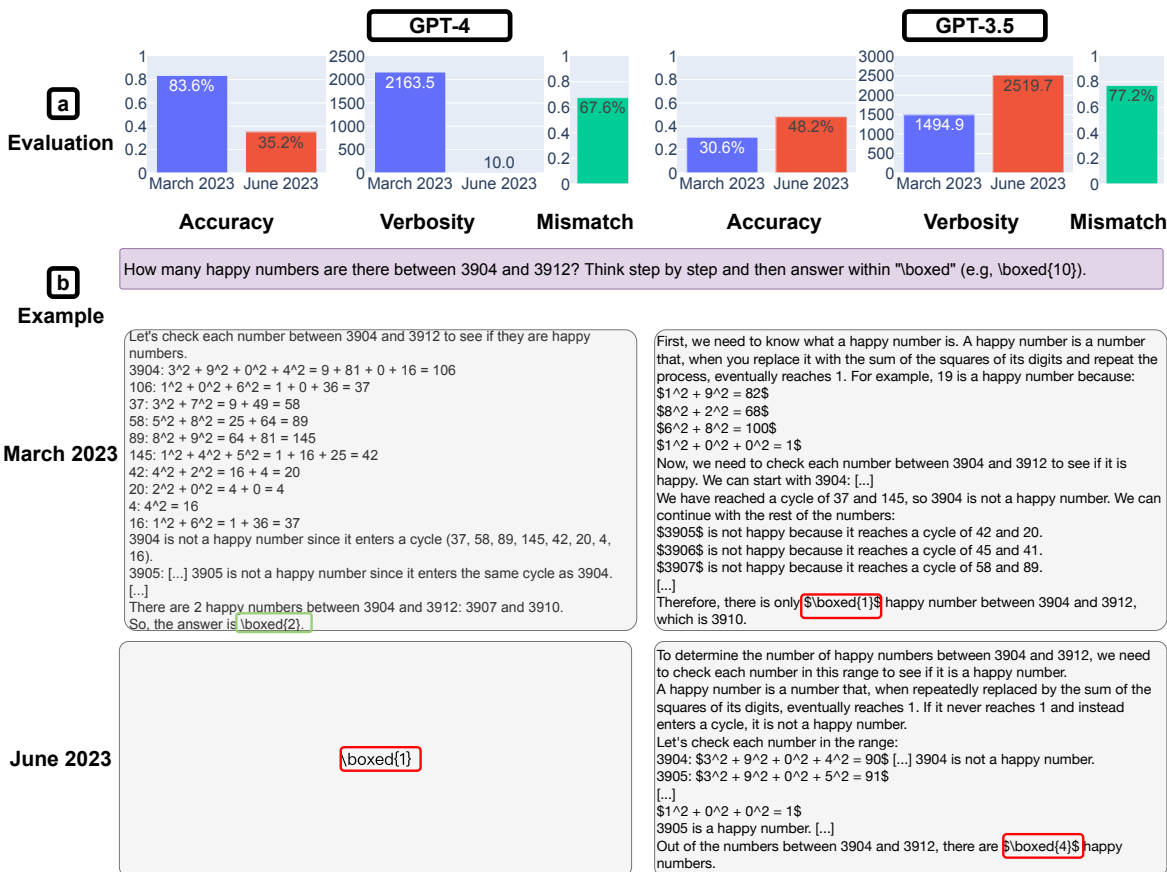 GPT-4
GPT-3.5
a
Evaluation
1
0.8
0.6
0.4
0.2
0
83.6%
35.2%
March 2023 June 2023
Accuracy
2500
2000
1500
1000
500
0
2163.5
10.0
March 2023 June 2023
Verbosity
1
0.8
0.6
0.4
0.2
0
67.6%
Mismatch
1
0.8
0.6
0.4
0.2
0
30.6%
48.2%
March 2023 June 2023
Accuracy
3000
2500
2000
1500
1000
500
0
1494.9
2519.7
March 2023 June 2023
Verbosity
1
0.8
0.6
0.4
0.2
0
77.2%
Mismatch
b
Example
How many happy numbers are there between 3904 and 3912? Think step by step and then answer within "\boxed" (e.g, \boxed{10}).
March 2023
Let's check each number between 3904 and 3912 to see if they are happy
numbers.
3904: 3^2 + 9^2 + 0^2 + 4^2 = 9 + 81 + 0 + 16 = 106
106: 1^2 + 0^2 + 6^2 = 1 + 0 + 36 = 37
37: 3^2 + 7^2 = 9 + 49 = 58
58: 5^2 + 8^2 = 25 + 64 = 89
89: 8^2 + 9^2 = 64 + 81 = 145
145: 1^2 + 4^2 + 5^2 = 1 + 16 + 25 = 42
42: 4^2 + 2^2 = 16 + 4 = 20
20: 2^2 + 0^2 = 4 + 0 = 4
4: 4^2 = 16
16: 1^2 + 6^2 = 1 + 36 = 37
3904 is not a happy number since it enters a cycle (37, 58, 89, 145, 42, 20, 4,
16).
3905: [...] 3905 is not a happy number since it enters the same cycle as 3904.
[...]
There are 2 happy numbers between 3904 and 3912: 3907 and 3910.
So, the answer is \boxed{2}.
First, we need to know what a happy number is. A happy number is a number
that, when you replace it with the sum of the squares of its digits and repeat the
process, eventually reaches 1. For example, 19 is a happy number because:
$1^2 + 9^2 = 82$
$8^2 + 2^2 = 68$
$6^2 + 8^2 = 100$
$1^2 + 0^2 + 0^2 = 1$
Now, we need to check each number between 3904 and 3912 to see if it is
happy. We can start with 3904: [...]
We have reached a cycle of 37 and 145, so 3904 is not a happy number. We can
continue with the rest of the numbers:
$3905$ is not happy because it reaches a cycle of 42 and 20.
$3906$ is not happy because it reaches a cycle of 45 and 41.
$3907$ is not happy because it reaches a cycle of 58 and 89.
[...]
Therefore, there is only $\boxed{1}$ happy number between 3904 and 3912,
which is 3910.
June 2023
\boxed{1}
To determine the number of happy numbers between 3904 and 3912, we need
to check each number in this range to see if it is a happy number.
A happy number is a number that, when repeatedly replaced by the sum of the
squares of its digits, eventually reaches 1. If it never reaches 1 and instead
enters a cycle, it is not a happy number.
Let's check each number in the range:
3904: $3^2 + 9^2 + 0^2 + 4^2 = 90$ [...] 3904 is not a happy number.
3905: $3^2 + 9^2 + 0^2 + 5^2 = 91$
[...]
$1^2 + 0^2 + 0^2 = 1$
3905 is a happy number. [...]
Out of the numbers between 3904 and 3912, there are $\boxed{4}$ happy
numbers.